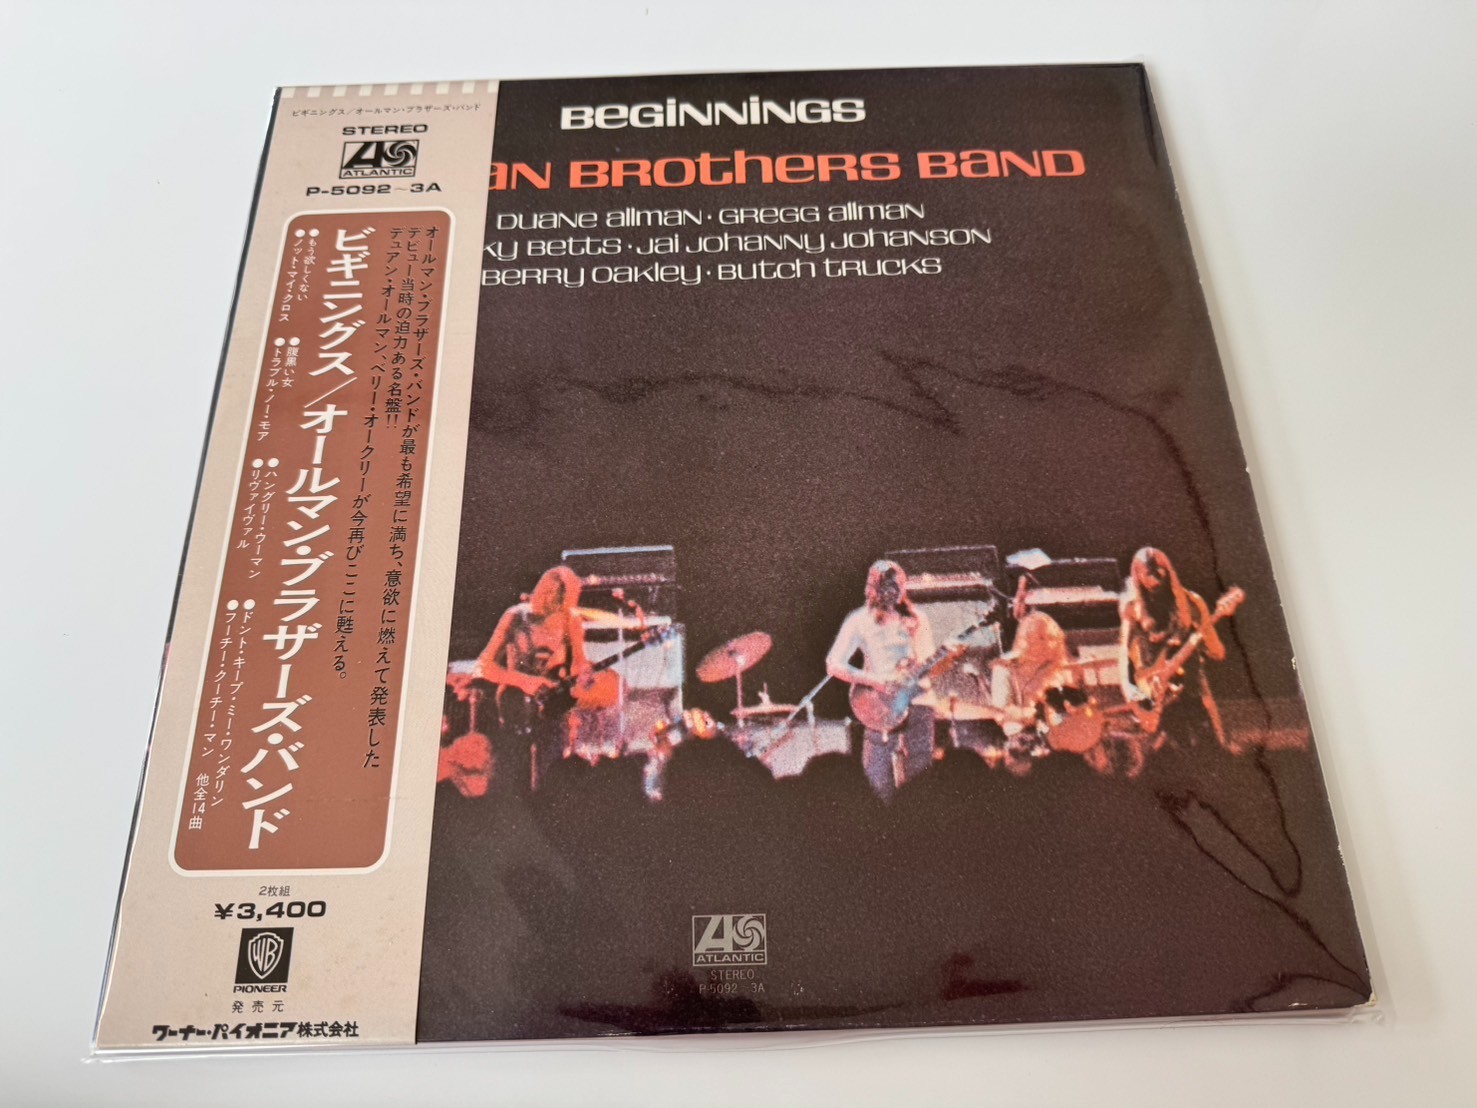 ビギニングス/オールマン・ブラザーズ・バンド
STEREO
ATLANTIC
P-5092~3A
オールマン・ブラザーズ・バンドが最も希望に満ち、意欲に燃えて発表した
デビュー当時の迫力ある名盤!!
デュアン・オールマン、ベリー・オークリーが今再びここに甦える。
ビギニングス/オールマン・ブラザーズ・バンド
●もう欲しくない
●ノット・マイ・クロス
●腹黒い女
●トラブル・ノー・モア
●ハングリー・ウーマン
●リヴァイヴァル
●ドント・キープ・ミー・ワンダリン
●フーチー・クーチー・マン
他全14曲
2枚組
¥3,400
WB
PIONEER
発売元
ワーナー・パイオニア株式会社
Beginnings
an Brothers Band
Duane Allman・Gregg Allman
ky Betts・Jai Johanny Johanson
Berry Oakley・Butch Trucks
ATLANTIC
STEREO
P-5092~3A